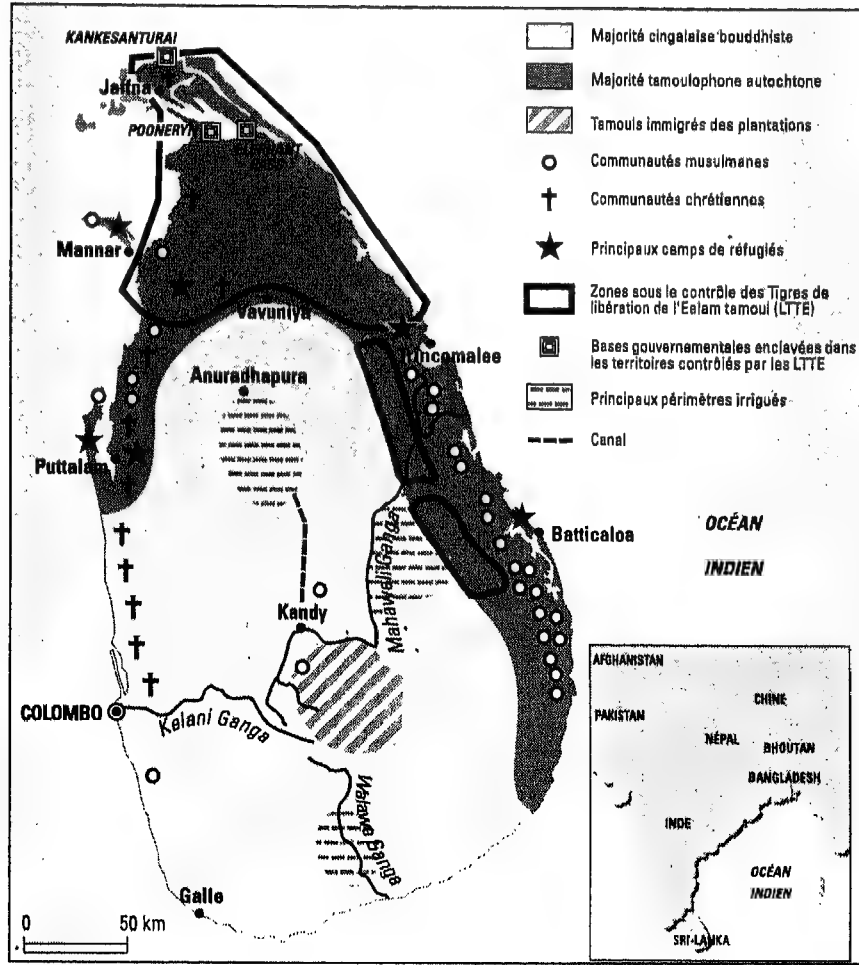 KANKESANTURAI
Jaffna
POONERYN
Mannar
Vavuniya
Trincomalee
Anuradhapura
Puttalam
Batticaloa
Mahaweli Ganga
Kandy
COLOMBO
Kelani Ganga
Walawe Ganga
Galle
0 50 km
Majorité cingalaise bouddhiste
Majorité tamoulophone autochtone
Tamouls immigrés des plantations
Communautés musulmanes
Communautés chrétiennes
Principaux camps de réfugiés
Zones sous le contrôle des Tigres de
libération de l'Eelam tamoul (LTTE)
Bases gouvernementales enclavées dans
les territoires contrôlés par les LTTE
Principaux périmètres irrigués
Canal
OCÉAN
INDIEN
AFGHANISTAN
CHINE
PAKISTAN
NÉPAL
BHOUTAN
BANGLADESH
INDE
OCÉAN
INDIEN
SRI-LANKA